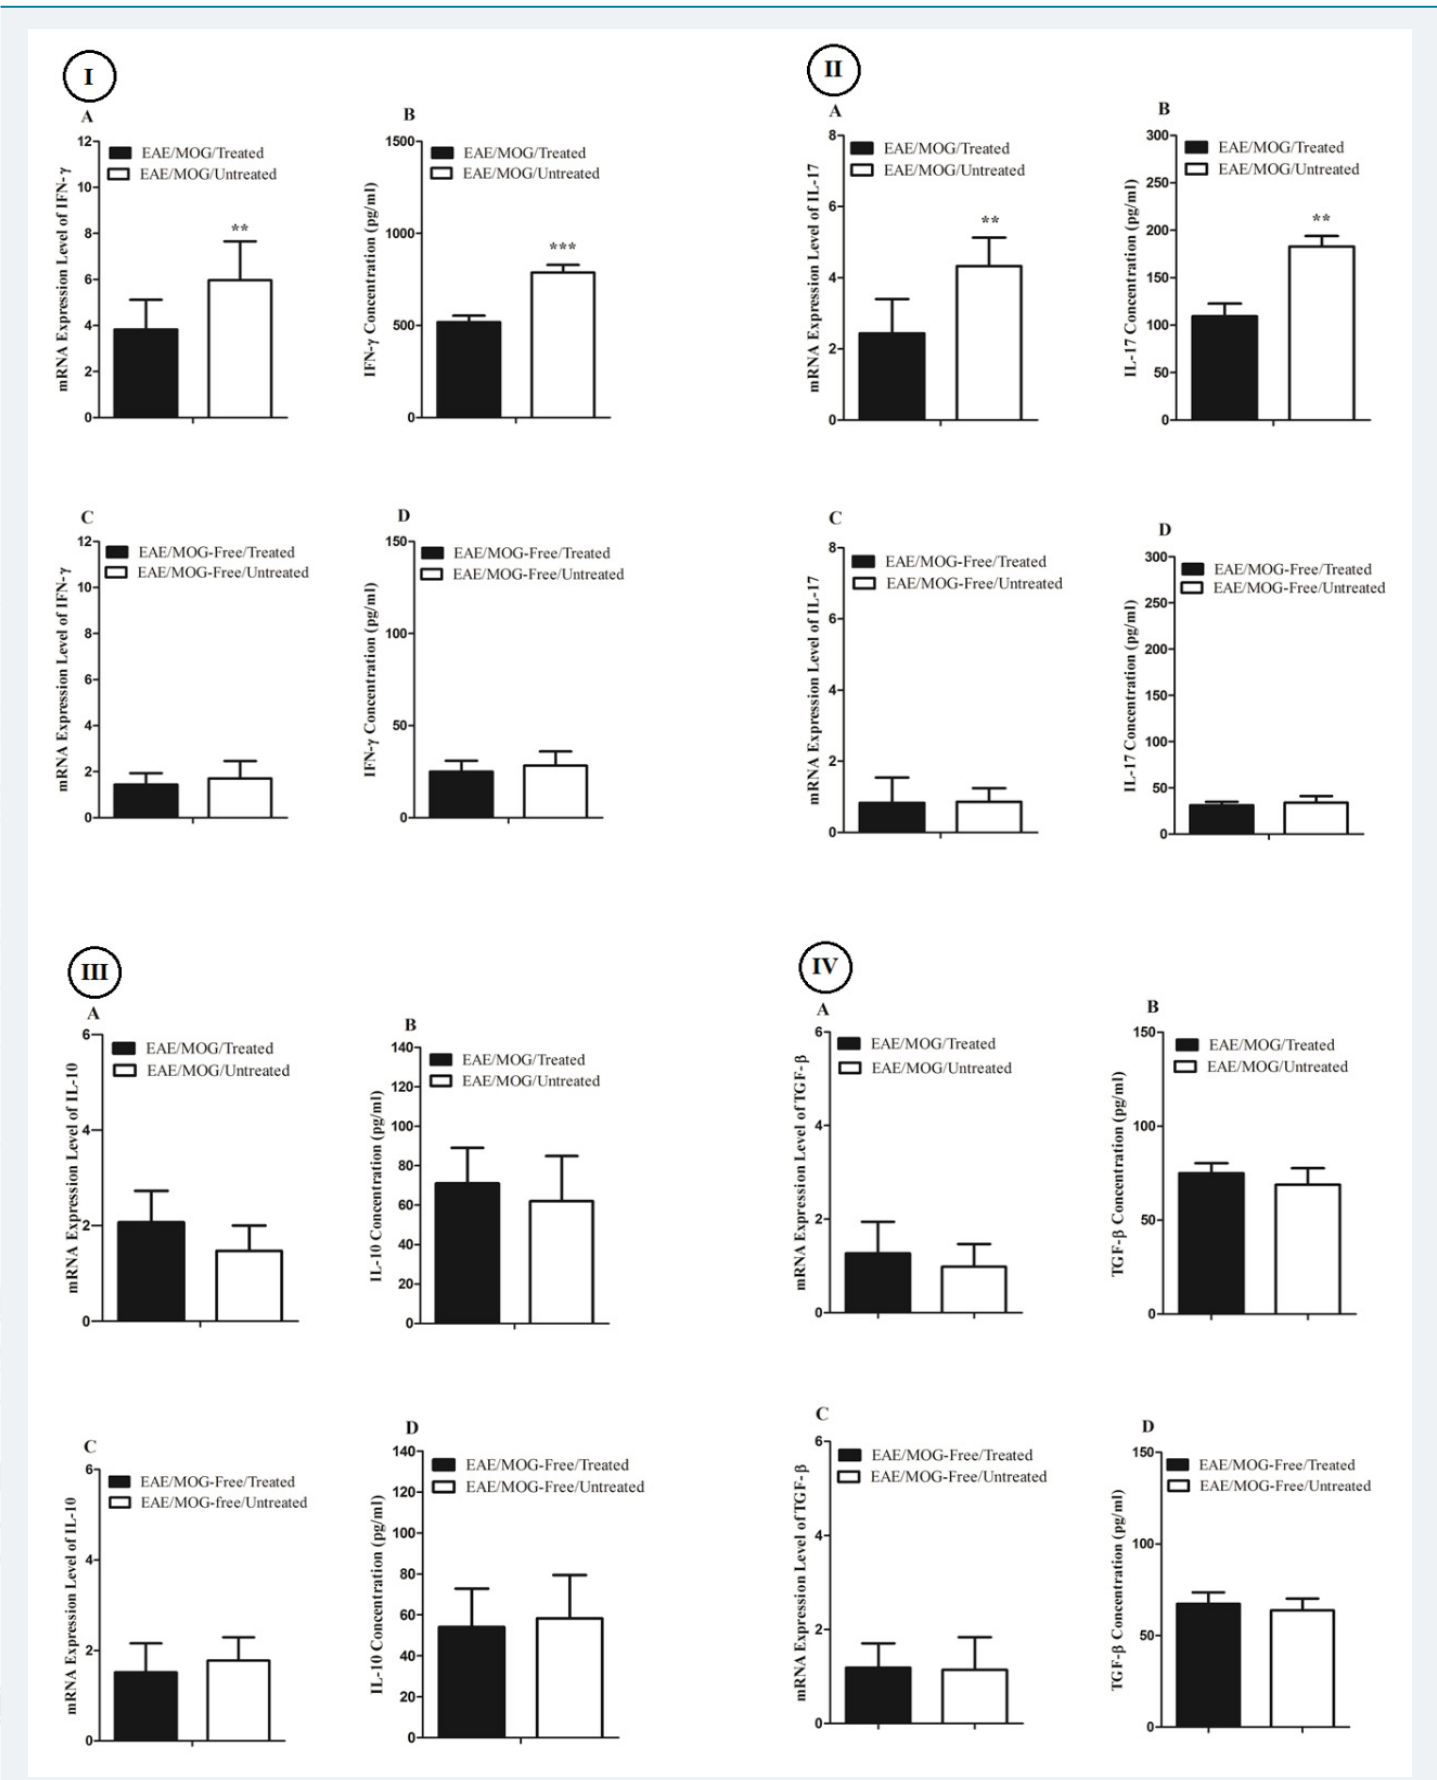 I
A
12
10
8
6
4
2
0
mRNA Expression Level of IFN-γ
EAE/MOG/Treated
EAE/MOG/Untreated
**
B
1500
1000
500
0
IFN-γ Concentration (pg/ml)
EAE/MOG/Treated
EAE/MOG/Untreated
***
C
12
10
8
6
4
2
0
mRNA Expression Level of IFN-γ
EAE/MOG-Free/Treated
EAE/MOG-Free/Untreated
D
150
100
50
0
IFN-γ Concentration (pg/ml)
EAE/MOG-Free/Treated
EAE/MOG-Free/Untreated
II
A
8
6
4
2
0
mRNA Expression Level of IL-17
EAE/MOG/Treated
EAE/MOG/Untreated
**
B
300
250
200
150
100
50
0
IL-17 Concentration (pg/ml)
EAE/MOG/Treated
EAE/MOG/Untreated
**
C
8
6
4
2
0
mRNA Expression Level of IL-17
EAE/MOG-Free/Treated
EAE/MOG-Free/Untreated
D
300
250
200
150
100
50
0
IL-17 Concentration (pg/ml)
EAE/MOG-Free/Treated
EAE/MOG-Free/Untreated
III
A
6
4
2
0
mRNA Expression Level of IL-10
EAE/MOG/Treated
EAE/MOG/Untreated
B
140
120
100
80
60
40
20
0
IL-10 Concentration (pg/ml)
EAE/MOG/Treated
EAE/MOG/Untreated
C
6
4
2
0
mRNA Expression Level of IL-10
EAE/MOG-Free/Treated
EAE/MOG-free/Untreated
D
140
120
100
80
60
40
20
0
IL-10 Concentration (pg/ml)
EAE/MOG-Free/Treated
EAE/MOG-Free/Untreated
IV
A
6
4
2
0
mRNA Expression Level of TGF-β
EAE/MOG/Treated
EAE/MOG/Untreated
B
150
100
50
0
TGF-β Concentration (pg/ml)
EAE/MOG/Treated
EAE/MOG/Untreated
C
6
4
2
0
mRNA Expression Level of TGF-β
EAE/MOG-Free/Treated
EAE/MOG-Free/Untreated
D
150
100
50
0
TGF-β Concentration (pg/ml)
EAE/MOG-Free/Treated
EAE/MOG-Free/Untreated